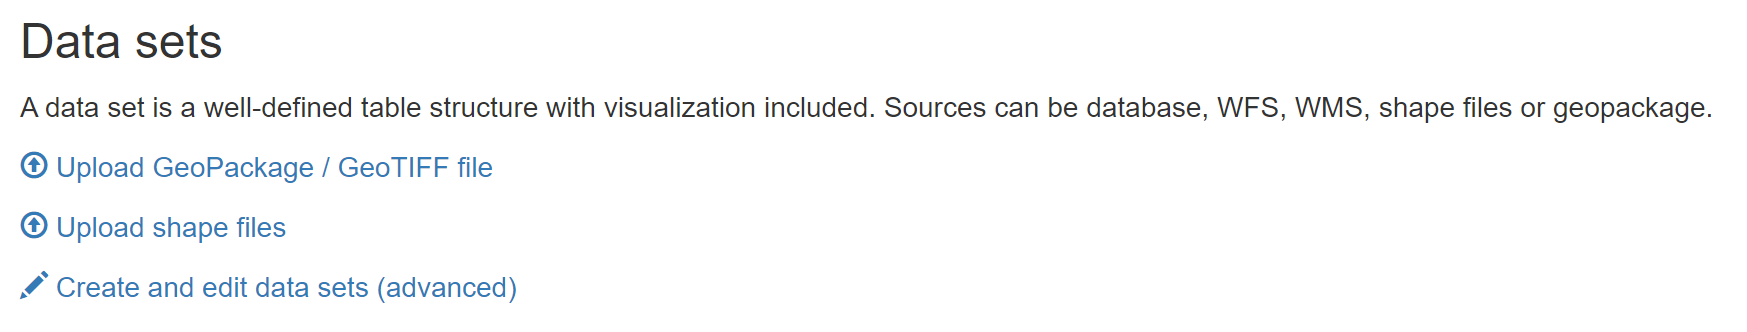 Data sets
A data set is a well-defined table structure with visualization included. Sources can be database, WFS, WMS, shape files or geopackage.
Upload GeoPackage / GeoTIFF file
Upload shape files
Create and edit data sets (advanced)